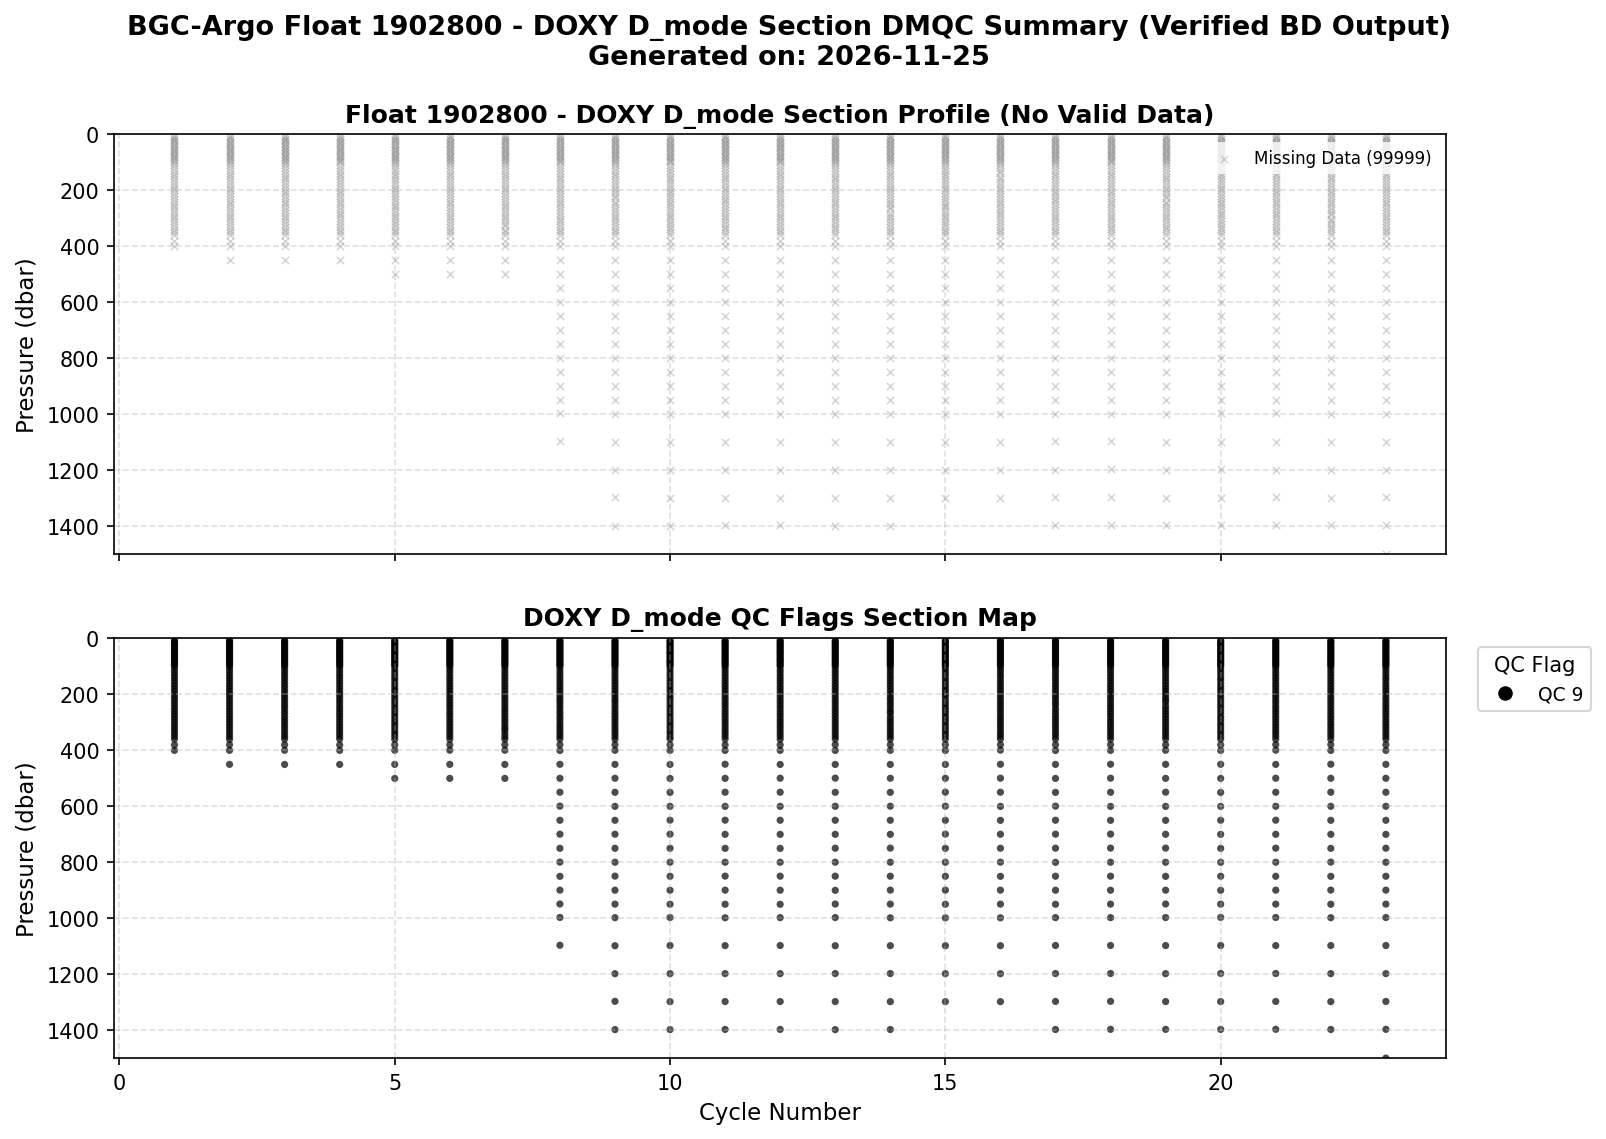 BGC-Argo Float 1902800 - DOXY D_mode Section DMQC Summary (Verified BD Output)
Generated on: 2026-11-25
Float 1902800 - DOXY D_mode Section Profile (No Valid Data)
Missing Data (99999)
Pressure (dbar)
0
200
400
600
800
1000
1200
1400
DOXY D_mode QC Flags Section Map
QC Flag
QC 9
Pressure (dbar)
0
200
400
600
800
1000
1200
1400
0
5
10
15
20
Cycle Number